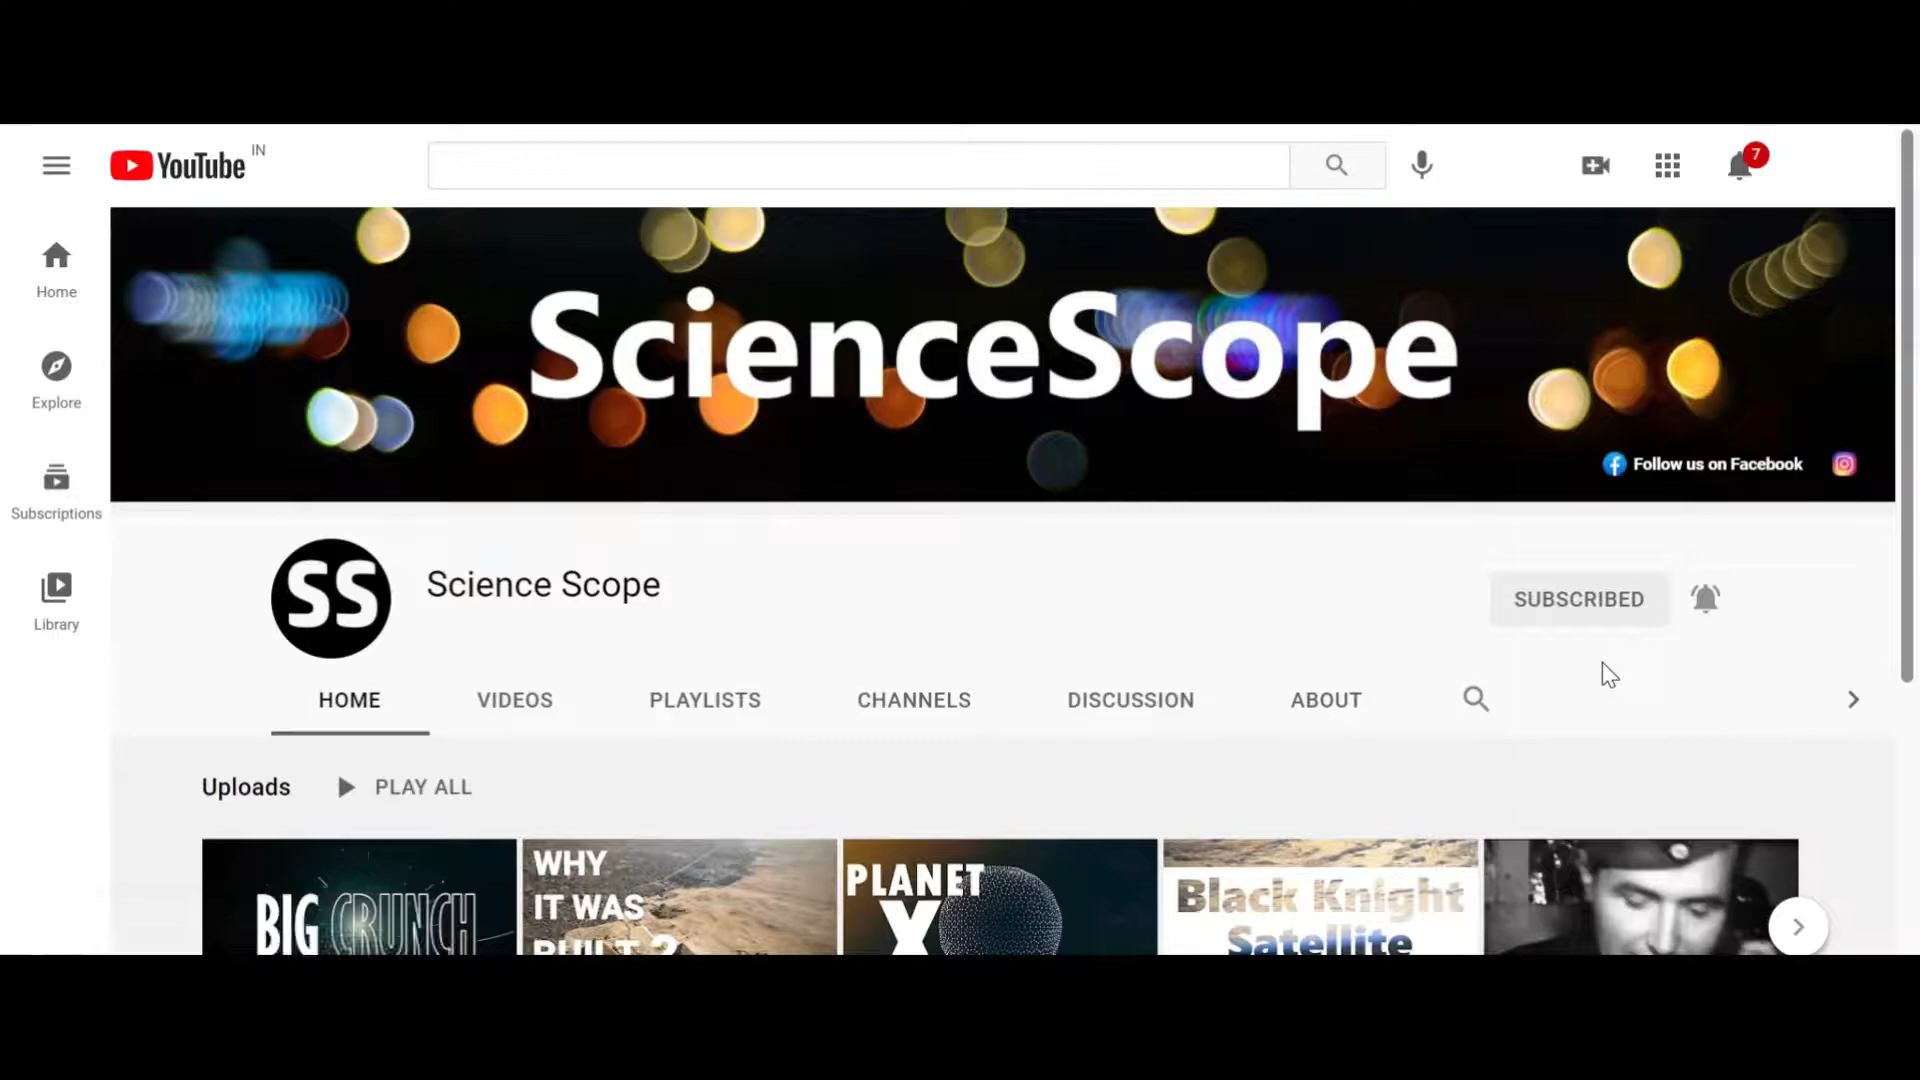 YouTube IN
7
Home
Explore
Subscriptions
Library
ScienceScope
Follow us on Facebook
SS
Science Scope
SUBSCRIBED
HOME VIDEOS PLAYLISTS CHANNELS DISCUSSION ABOUT
Uploads PLAY ALL
BIG CRUNCH
WHY
IT WAS
BUILT ?
PLANET
X
Black Knight
Satellite